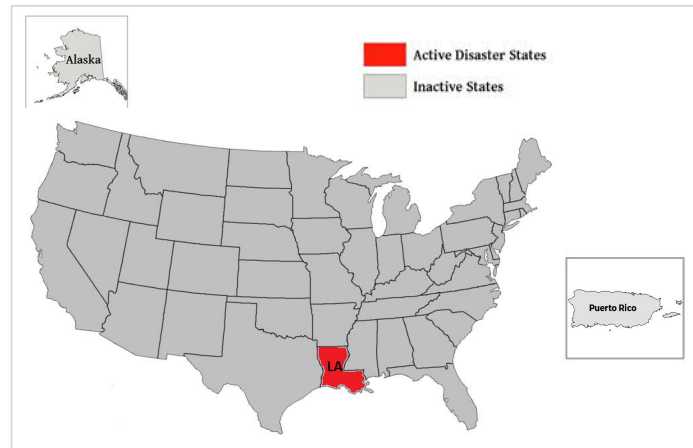 Alaska
Active Disaster States
Inactive States
Puerto Rico
LA